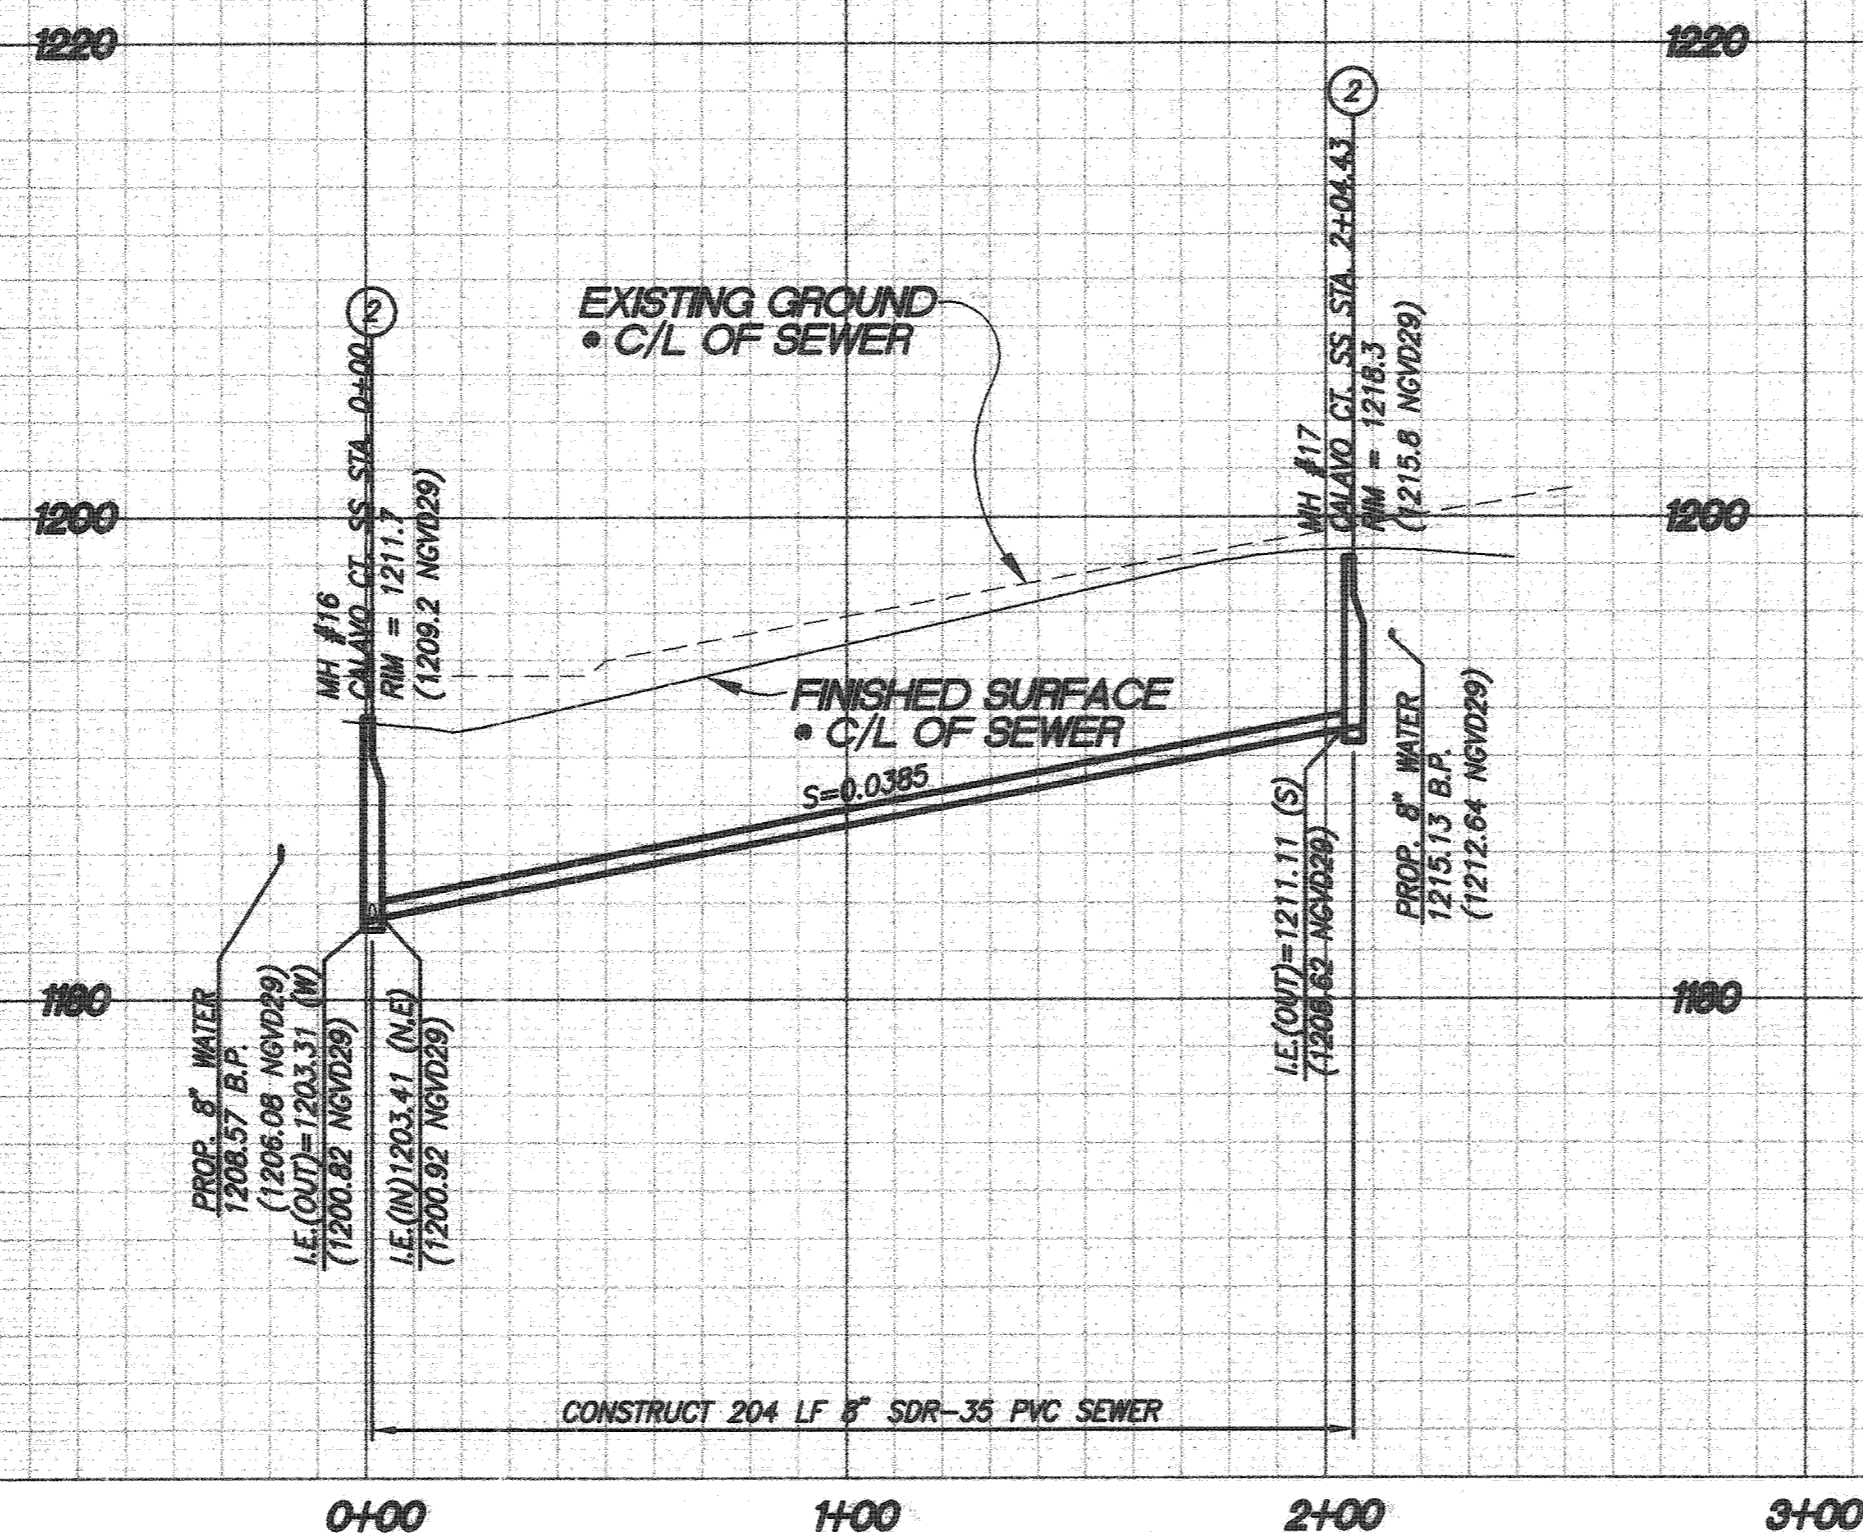 1220
1220
2
2
EXISTING GROUND
• C/L OF SEWER
MH #16
CALAVO CT. SS STA. 0+00
RIM = 1211.7
(1209.2 NGVD29)
MH #17
CALAVO CT. SS STA. 2+04.43
RIM = 1218.3
(1215.8 NGVD29)
1200
1200
FINISHED SURFACE
• C/L OF SEWER
S=0.0385
1180
1180
PROP. 8" WATER
1208.57 B.P.
(1206.08 NGVD29)
I.E.(OUT)=1203.31 (W)
(1200.82 NGVD29)
I.E.(IN)1203.41 (N,E)
(1200.92 NGVD29)
I.E.(OUT)=1211.11 (S)
(1208.62 NGVD29)
PROP. 8" WATER
1215.13 B.P.
(1212.64 NGVD29)
CONSTRUCT 204 LF 8" SDR-35 PVC SEWER
0+00
1+00
2+00
3+00